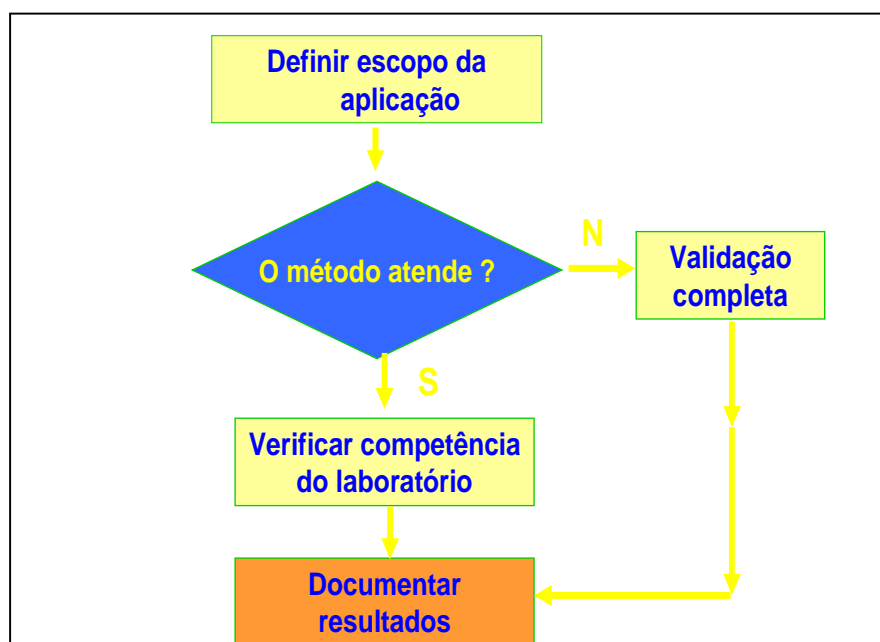 Definir escopo da
aplicação
O método atende ?
N
Validação
completa
S
Verificar competência
do laboratório
Documentar
resultados